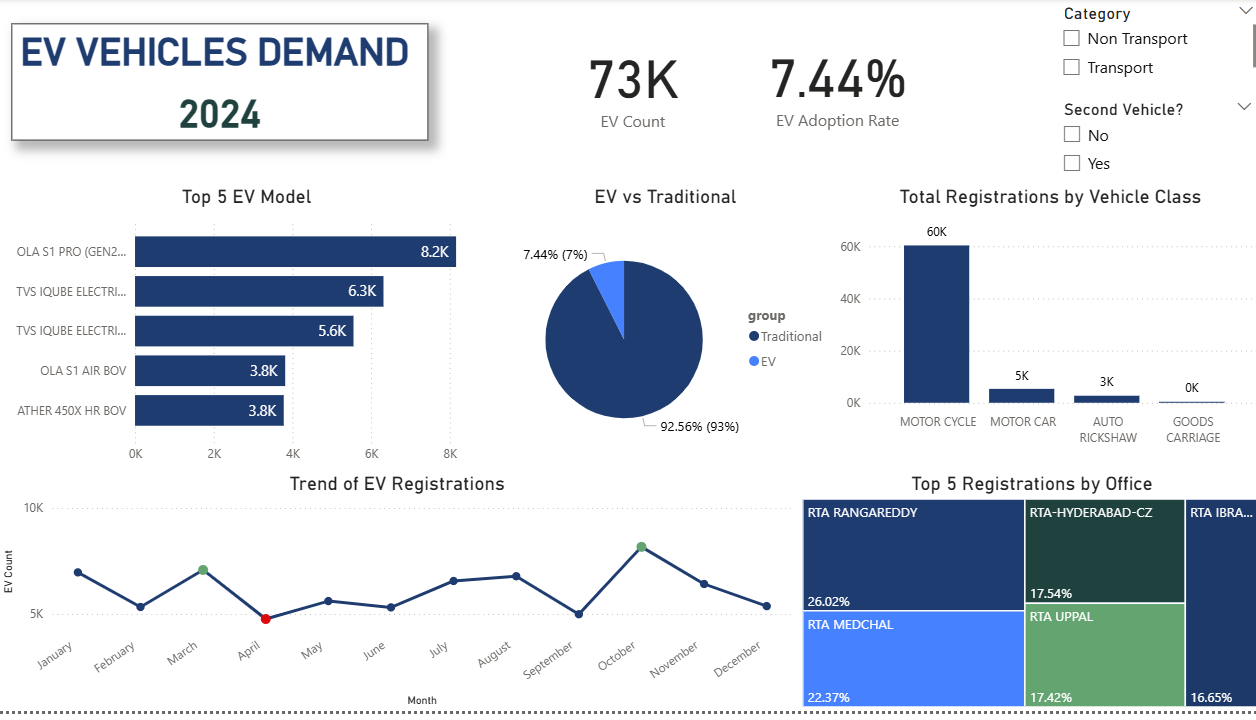 EV VEHICLES DEMAND
2024
73K
EV Count
7.44%
EV Adoption Rate
Category
Non Transport
Transport
Second Vehicle?
No
Yes
Top 5 EV Model
OLA S1 PRO (GEN2...
8.2K
TVS IQUBE ELECTRI...
6.3K
TVS IQUBE ELECTRI...
5.6K
OLA S1 AIR BOV
3.8K
ATHER 450X HR BOV
3.8K
0K 2K 4K 6K 8K
EV vs Traditional
7.44% (7%)
92.56% (93%)
group
Traditional
EV
Total Registrations by Vehicle Class
60K
40K
20K
0K
60K
5K
3K
0K
MOTOR CYCLE
MOTOR CAR
AUTO
RICKSHAW
GOODS
CARRIAGE
Trend of EV Registrations
EV Count
10K
5K
January February March April May June July August September October November December
Month
Top 5 Registrations by Office
RTA RANGAREDDY
26.02%
RTA MEDCHAL
22.37%
RTA-HYDERABAD-CZ
17.54%
RTA UPPAL
17.42%
RTA IBRA...
16.65%